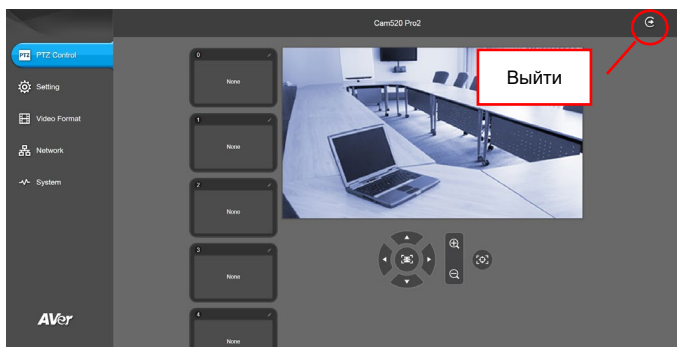 Cam520 Pro2
PTZ PTZ Control
Setting
Video Format
Network
System
0
None
1
None
2
None
3
None
4
None
Выйти
AVer